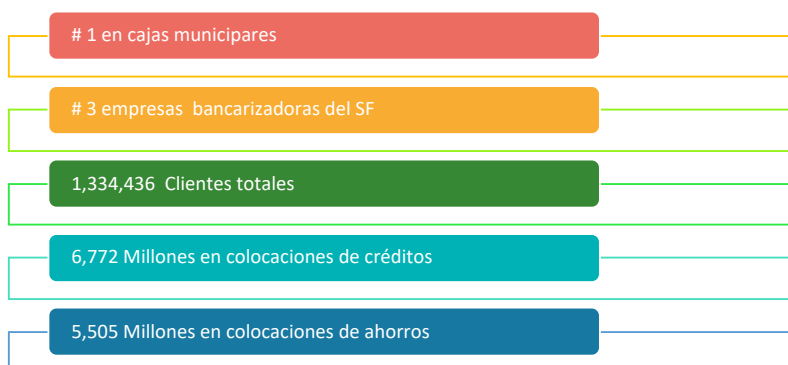 # 1 en cajas municipares
# 3 empresas bancarizadoras del SF
1,334,436 Clientes totales
6,772 Millones en colocaciones de créditos
5,505 Millones en colocaciones de ahorros